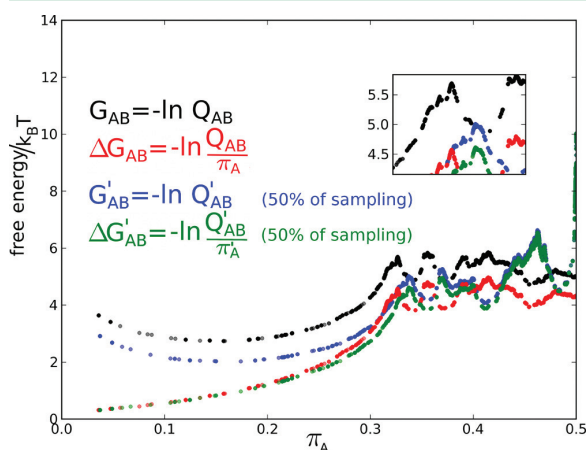 14
12
10
8
6
4
2
0
free energy/k_BT
5.5
5.0
4.5
G_AB=-ln Q_AB
ΔG_AB=-ln Q_AB/π_A
G'_AB=-ln Q'_AB (50% of sampling)
ΔG'_AB=-ln Q'_AB/π'_A (50% of sampling)
0.0 0.1 0.2 0.3 0.4 0.5
π_A